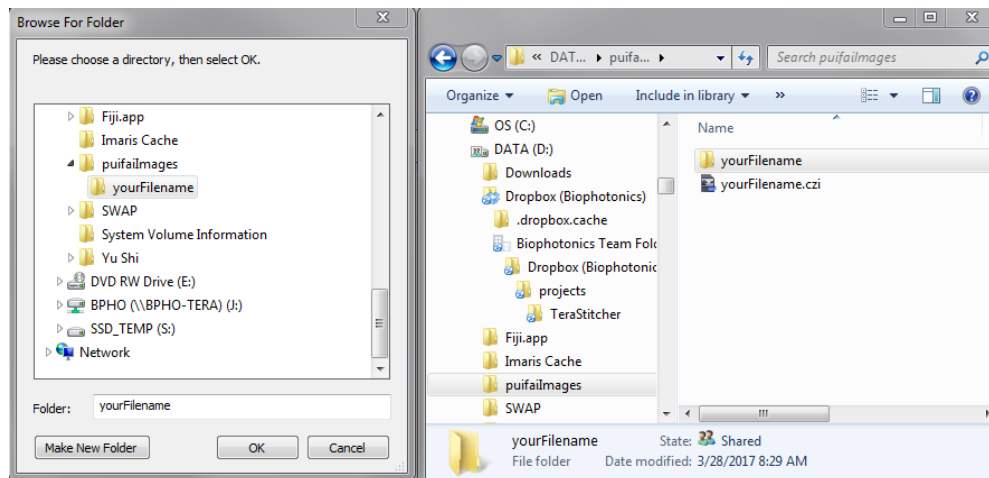 Browse For Folder
Please choose a directory, then select OK.
Fiji.app
Imaris Cache
puifaiImages
yourFilename
SWAP
System Volume Information
Yu Shi
DVD RW Drive (E:)
BPHO (\\BPHO-TERA) (J:)
SSD_TEMP (S:)
Network
Folder: yourFilename
Make New Folder OK Cancel
« DAT... puifa... Search puifaiImages
Organize Open Include in library »
OS (C:)
DATA (D:)
Downloads
Dropbox (Biophotonics)
.dropbox.cache
Biophotonics Team Folc
Dropbox (Biophotonic
projects
TeraStitcher
Fiji.app
Imaris Cache
puifaiImages
SWAP
Name
yourFilename
yourFilename.czi
yourFilename State: Shared
File folder Date modified: 3/28/2017 8:29 AM